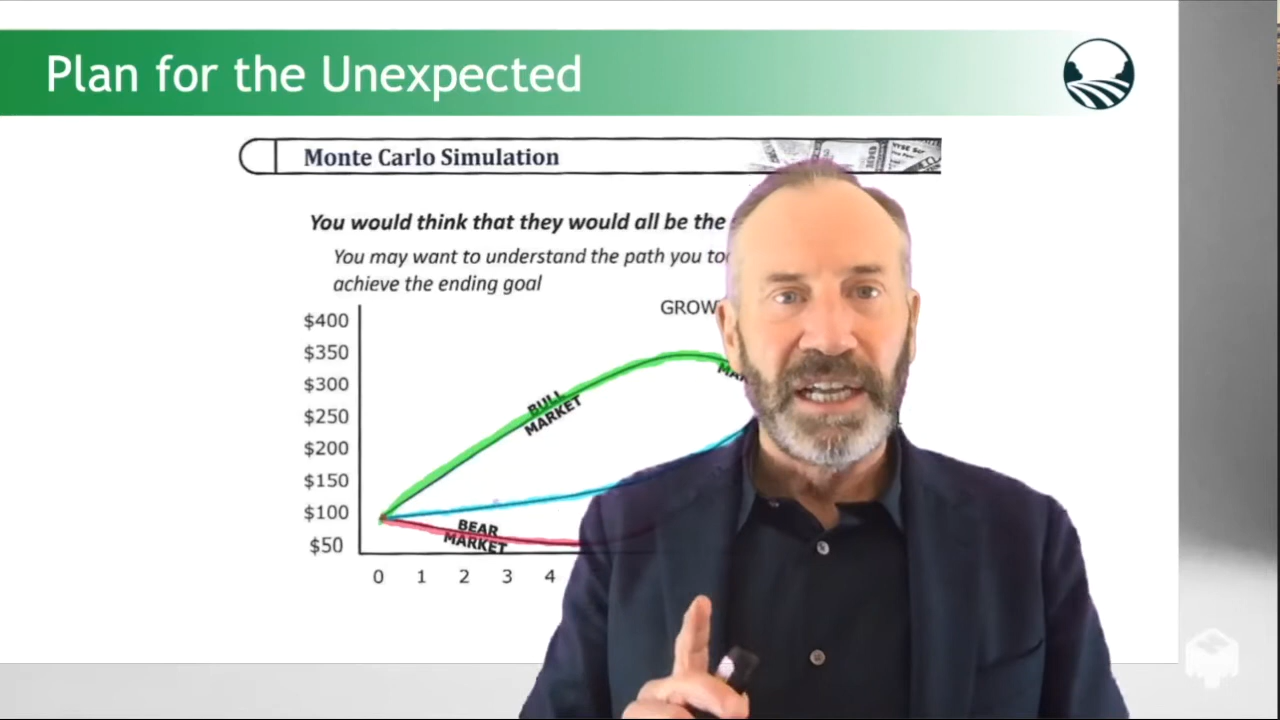 Plan for the Unexpected
Monte Carlo Simulation
You would think that they would all be the
You may want to understand the path you
achieve the ending goal
GROW
$400
$350
$300
$250
$200
$150
$100
$50
BULL
MARKET
BEAR
MARKET
0 1 2 3 4